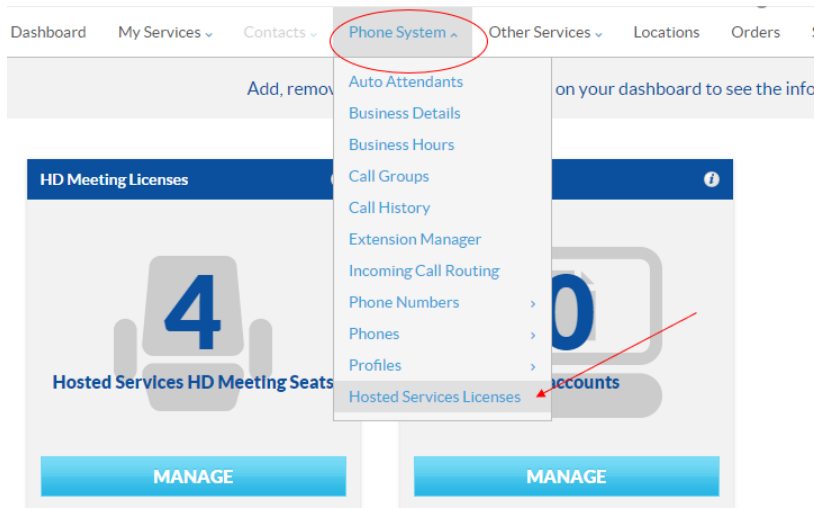 Dashboard My Services Contacts Phone System Other Services Locations Orders
Add, remov on your dashboard to see the info
Auto Attendants
Business Details
Business Hours
Call Groups
Call History
Extension Manager
Incoming Call Routing
Phone Numbers
Phones
Profiles
Hosted Services Licenses
HD Meeting Licenses
4
Hosted Services HD Meeting Seats
MANAGE
i
0
accounts
MANAGE